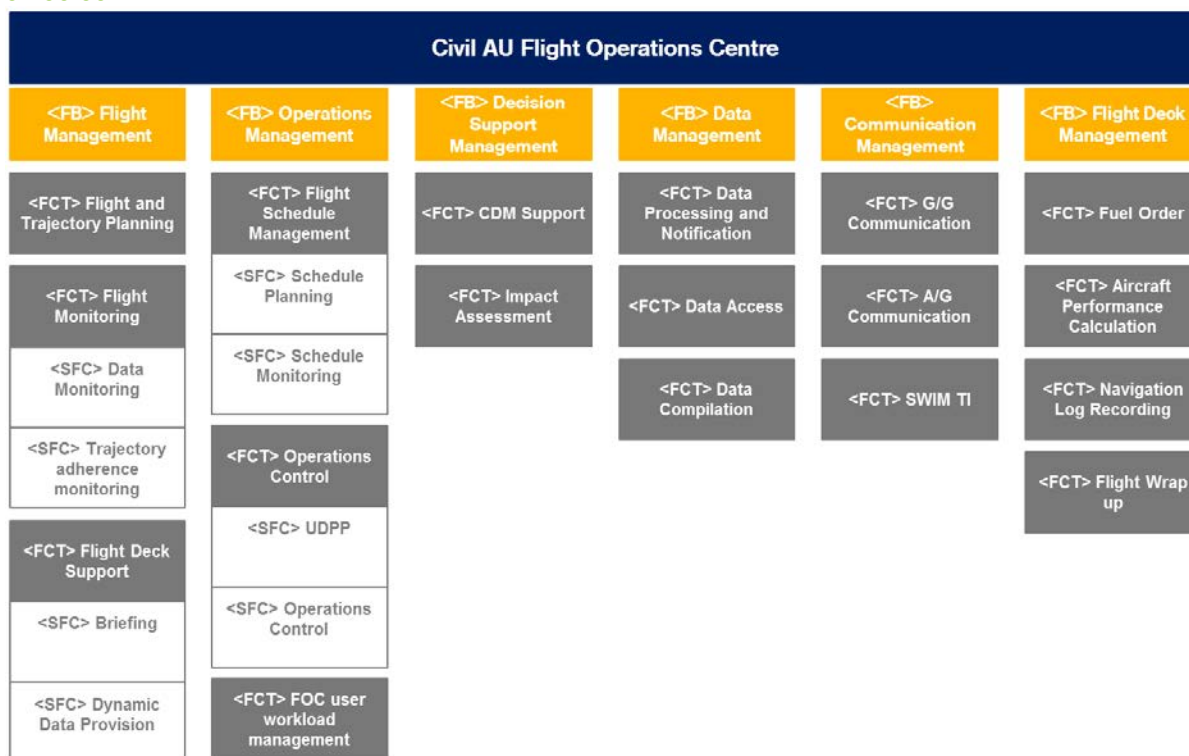 Civil AU Flight Operations Centre
<FB> Flight
Management
<FCT> Flight and
Trajectory Planning
<FCT> Flight
Monitoring
<SFC> Data
Monitoring
<SFC> Trajectory
adherence
monitoring
<FCT> Flight Deck
Support
<SFC> Briefing
<SFC> Dynamic
Data Provision
<FB> Operations
Management
<FCT> Flight
Schedule
Management
<SFC> Schedule
Planning
<SFC> Schedule
Monitoring
<FCT> Operations
Control
<SFC> UDPP
<SFC> Operations
Control
<FCT> FOC user
workload
management
<FB> Decision
Support
Management
<FCT> CDM Support
<FCT> Impact
Assessment
<FB> Data
Management
<FCT> Data
Processing and
Notification
<FCT> Data Access
<FCT> Data
Compilation
<FB>
Communication
Management
<FCT> G/G
Communication
<FCT> A/G
Communication
<FCT> SWIM TI
<FB> Flight Deck
Management
<FCT> Fuel Order
<FCT> Aircraft
Performance
Calculation
<FCT> Navigation
Log Recording
<FCT> Flight Wrap
up